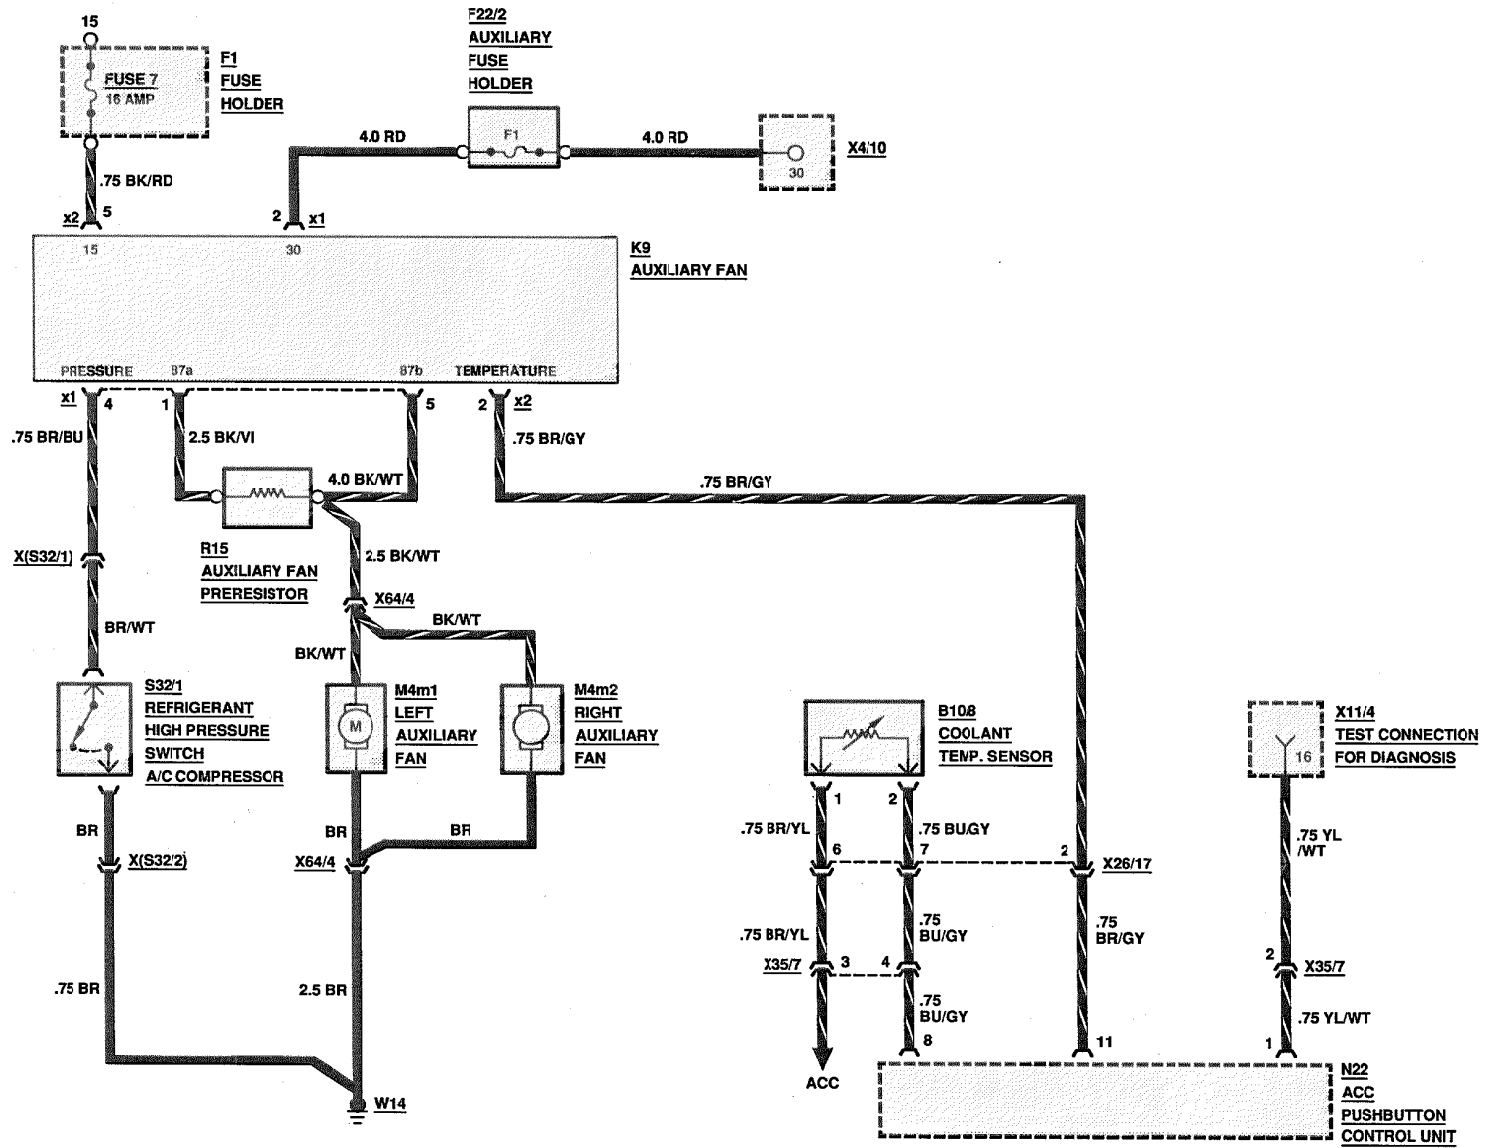 15
FUSE 7
16 AMP
F1
FUSE
HOLDER
F22/2
AUXILIARY
FUSE
HOLDER
F1
4.0 RD
4.0 RD
30
X4/10
.75 BK/RD
x2
5
2
x1
15
30
K9
AUXILIARY FAN
PRESSURE
87a
87b
TEMPERATURE
x1
4
1
5
2
x2
.75 BR/BU
2.5 BK/VI
.75 BR/GY
4.0 BK/WT
.75 BR/GY
X(S32/1)
R15
AUXILIARY FAN
PRERESISTOR
2.5 BK/WT
X64/4
BR/WT
BK/WT
BK/WT
S32/1
REFRIGERANT
HIGH PRESSURE
SWITCH
A/C COMPRESSOR
M
M4m1
LEFT
AUXILIARY
FAN
M4m2
RIGHT
AUXILIARY
FAN
B10/8
COOLANT
TEMP. SENSOR
X11/4
TEST CONNECTION
FOR DIAGNOSIS
16
1
2
BR
BR
BR
.75 BR/YL
.75 BU/GY
.75 YL
/WT
X(S32/2)
X64/4
6
7
2
X26/17
.75 BR/YL
.75
BU/GY
.75
BR/GY
X35/7
3
4
2
X35/7
.75 BR
2.5 BR
.75
BU/GY
.75 YL/WT
8
11
1
ACC
W14
N22
ACC
PUSHBUTTON
CONTROL UNIT